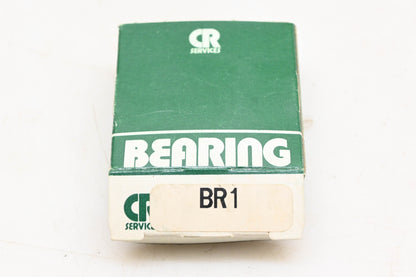 CR
SERVICES
BEARING
BR1
CR
SERVICES